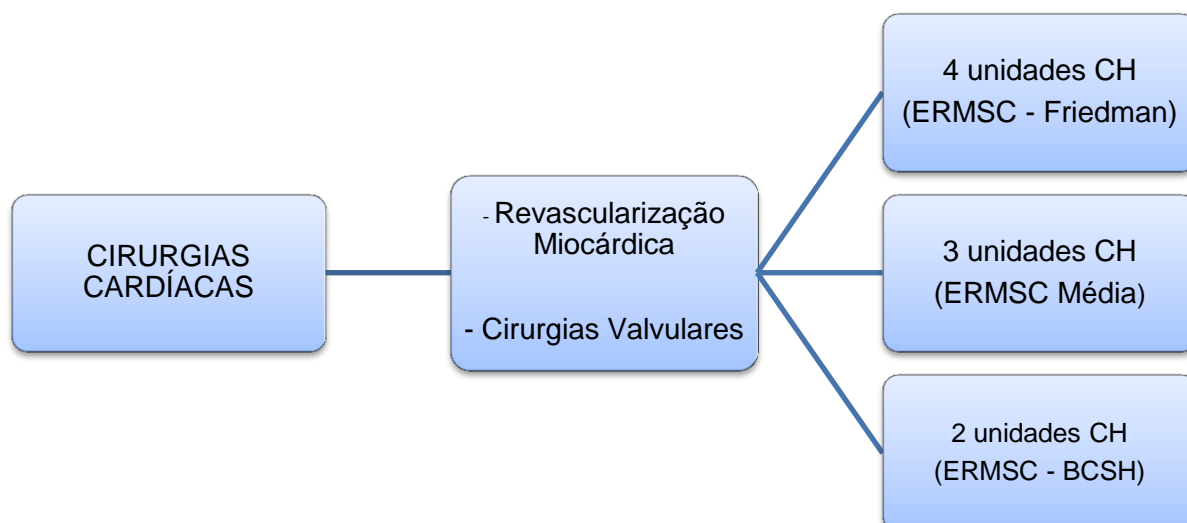 CIRURGIAS
CARDÍACAS
- Revascularização
Miocárdica
- Cirurgias Valvulares
4 unidades CH
(ERMSC - Friedman)
3 unidades CH
(ERMSC Média)
2 unidades CH
(ERMSC - BCSH)